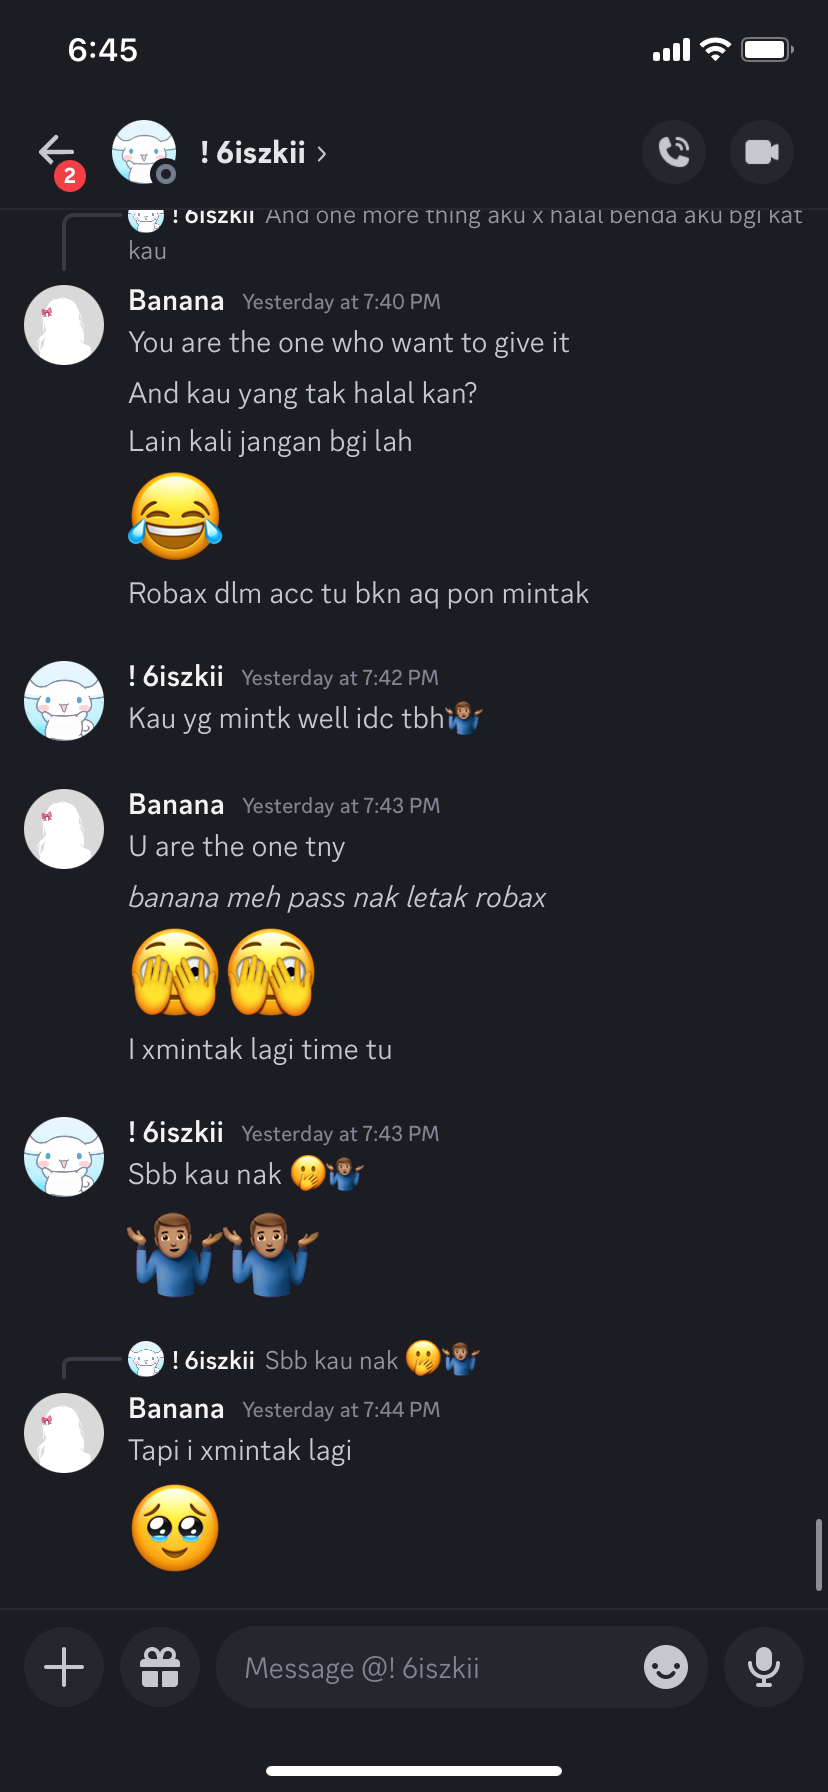 6:45
2
! 6iszkii
! 6iszkii And one more thing aku x halal benda aku bgi kat
kau
Banana Yesterday at 7:40 PM
You are the one who want to give it
And kau yang tak halal kan?
Lain kali jangan bgi lah
😂
Robax dlm acc tu bkn aq pon mintak
! 6iszkii Yesterday at 7:42 PM
Kau yg mintk well idc tbh🤷🏽‍♂️
Banana Yesterday at 7:43 PM
U are the one tny
banana meh pass nak letak robax
🫣🫣
I xmintak lagi time tu
! 6iszkii Yesterday at 7:43 PM
Sbb kau nak 🤭🤷🏽‍♂️
🤷🏽‍♂️🤷🏽‍♂️
! 6iszkii Sbb kau nak 🤭🤷🏽‍♂️
Banana Yesterday at 7:44 PM
Tapi i xmintak lagi
🥹
Message @! 6iszkii